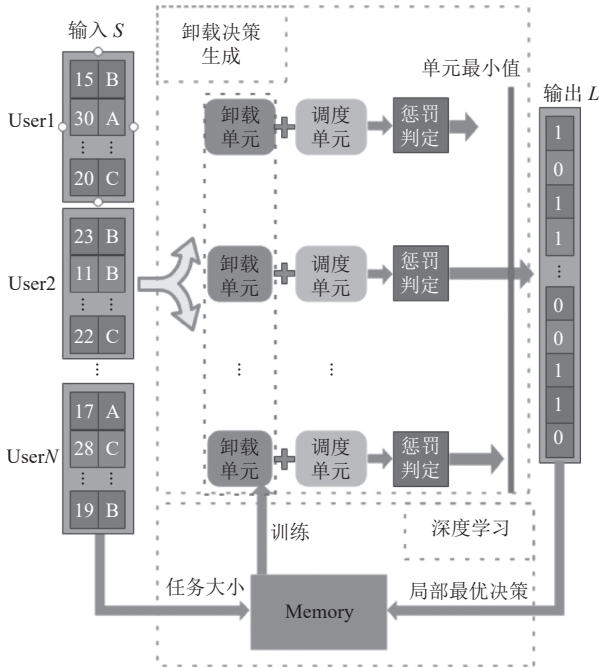 输入 S
User1
15 B
30 A
⋮ ⋮
20 C
User2
23 B
11 B
⋮ ⋮
22 C
⋮
UserN
17 A
28 C
⋮ ⋮
19 B
卸载决策
生成
单元最小值
卸载
单元
+
调度
单元
惩罚
判定
卸载
单元
+
调度
单元
惩罚
判定
⋮ ⋮
卸载
单元
+
调度
单元
惩罚
判定
输出 L
1
0
1
1
⋮
0
0
1
1
0
训练
深度学习
任务大小
Memory
局部最优决策